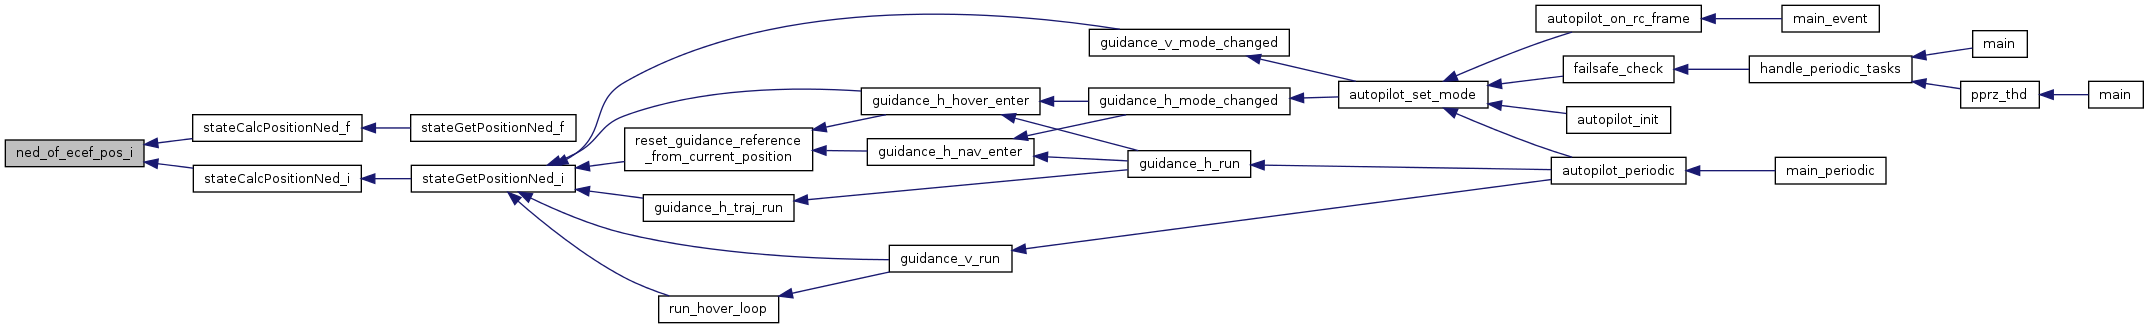 ned_of_ecef_pos_i
stateCalcPositionNed_f
stateCalcPositionNed_i
stateGetPositionNed_f
stateGetPositionNed_i
reset_guidance_reference
_from_current_position
guidance_h_traj_run
run_hover_loop
guidance_h_hover_enter
guidance_h_nav_enter
guidance_v_run
guidance_v_mode_changed
guidance_h_mode_changed
guidance_h_run
autopilot_set_mode
autopilot_on_rc_frame
failsafe_check
autopilot_init
autopilot_periodic
main_event
handle_periodic_tasks
main_periodic
main
pprz_thd
main